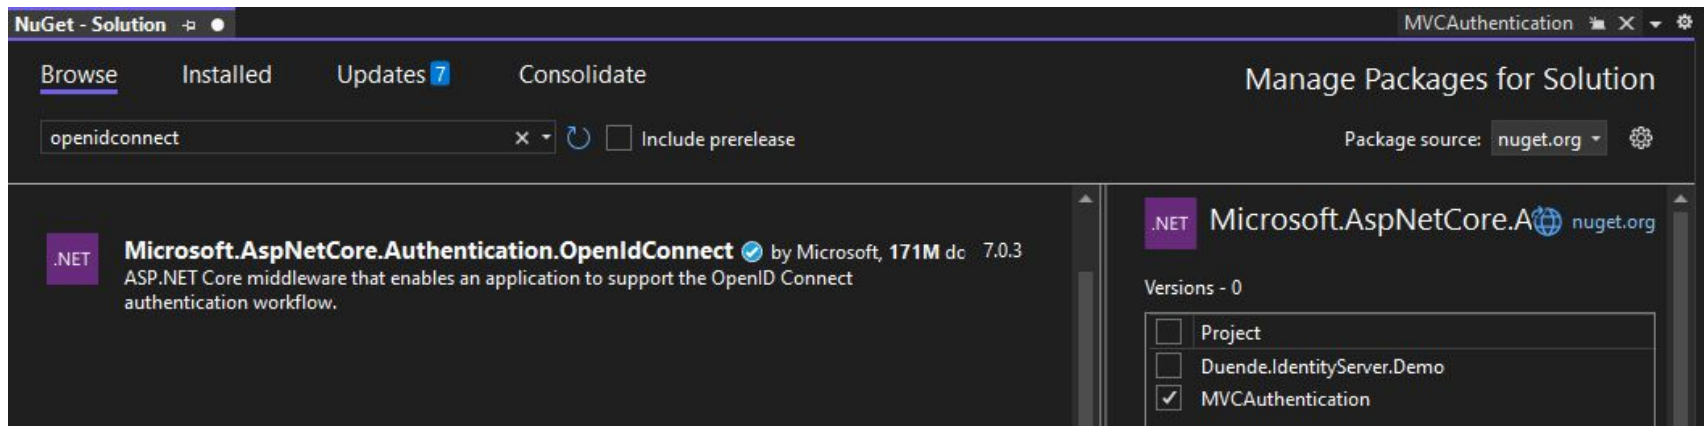 NuGet - Solution
MVCAuthentication
Browse Installed Updates 7 Consolidate
Manage Packages for Solution
openidconnect
Include prerelease
Package source: nuget.org
.NET
Microsoft.AspNetCore.Authentication.OpenIdConnect by Microsoft, 171M dc 7.0.3
ASP.NET Core middleware that enables an application to support the OpenID Connect
authentication workflow.
.NET
Microsoft.AspNetCore.A nuget.org
Versions - 0
Project
Duende.IdentityServer.Demo
MVCAuthentication